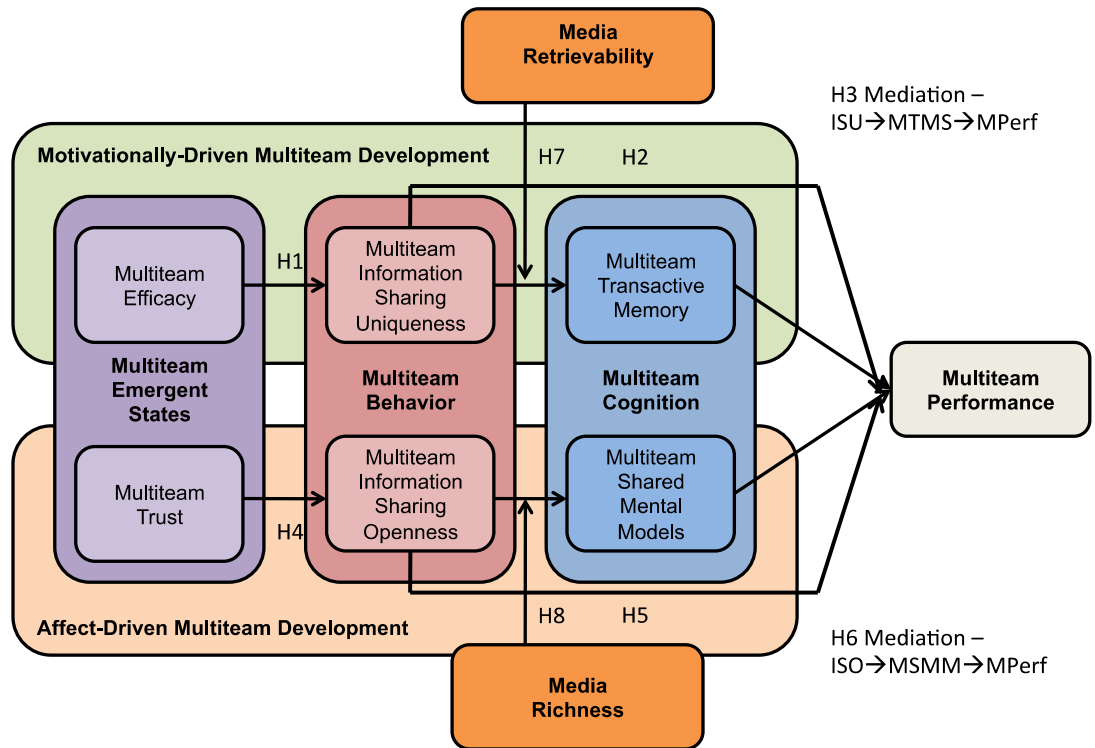 Media
Retrievability
H3 Mediation –
ISU→MTMS→MPerf
Motivationally-Driven Multiteam Development
H7
H2
Multiteam
Efficacy
H1
Multiteam
Information
Sharing
Uniqueness
Multiteam
Transactive
Memory
Multiteam
Emergent
States
Multiteam
Behavior
Multiteam
Cognition
Multiteam
Performance
Multiteam
Trust
H4
Multiteam
Information
Sharing
Openness
Multiteam
Shared
Mental
Models
H8
H5
Affect-Driven Multiteam Development
H6 Mediation –
ISO→MSMM→MPerf
Media
Richness